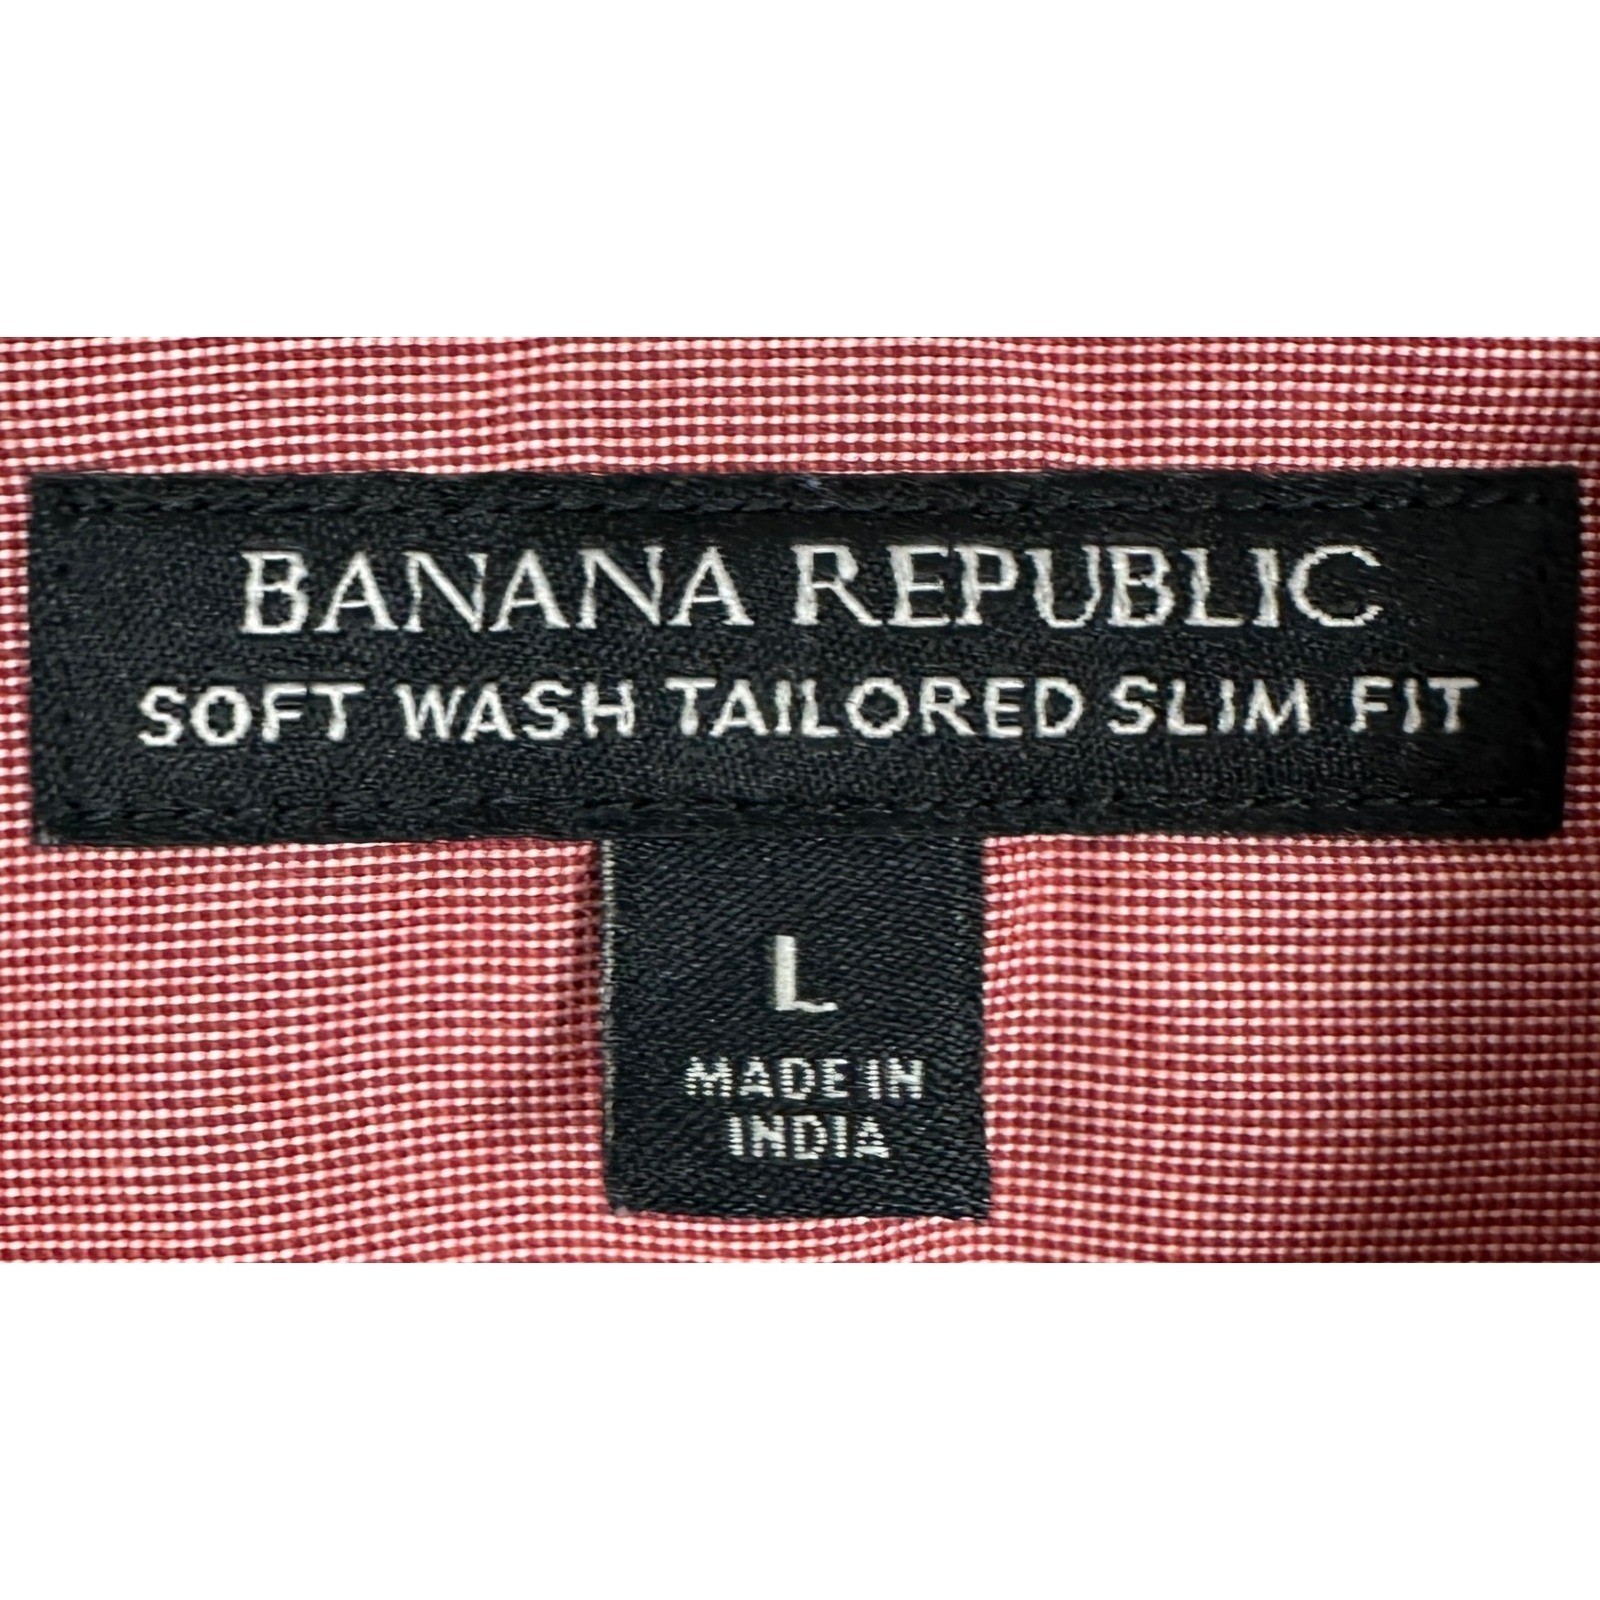 BANANA REPUBLIC
SOFT WASH TAILORED SLIM FIT
L
MADE IN
INDIA